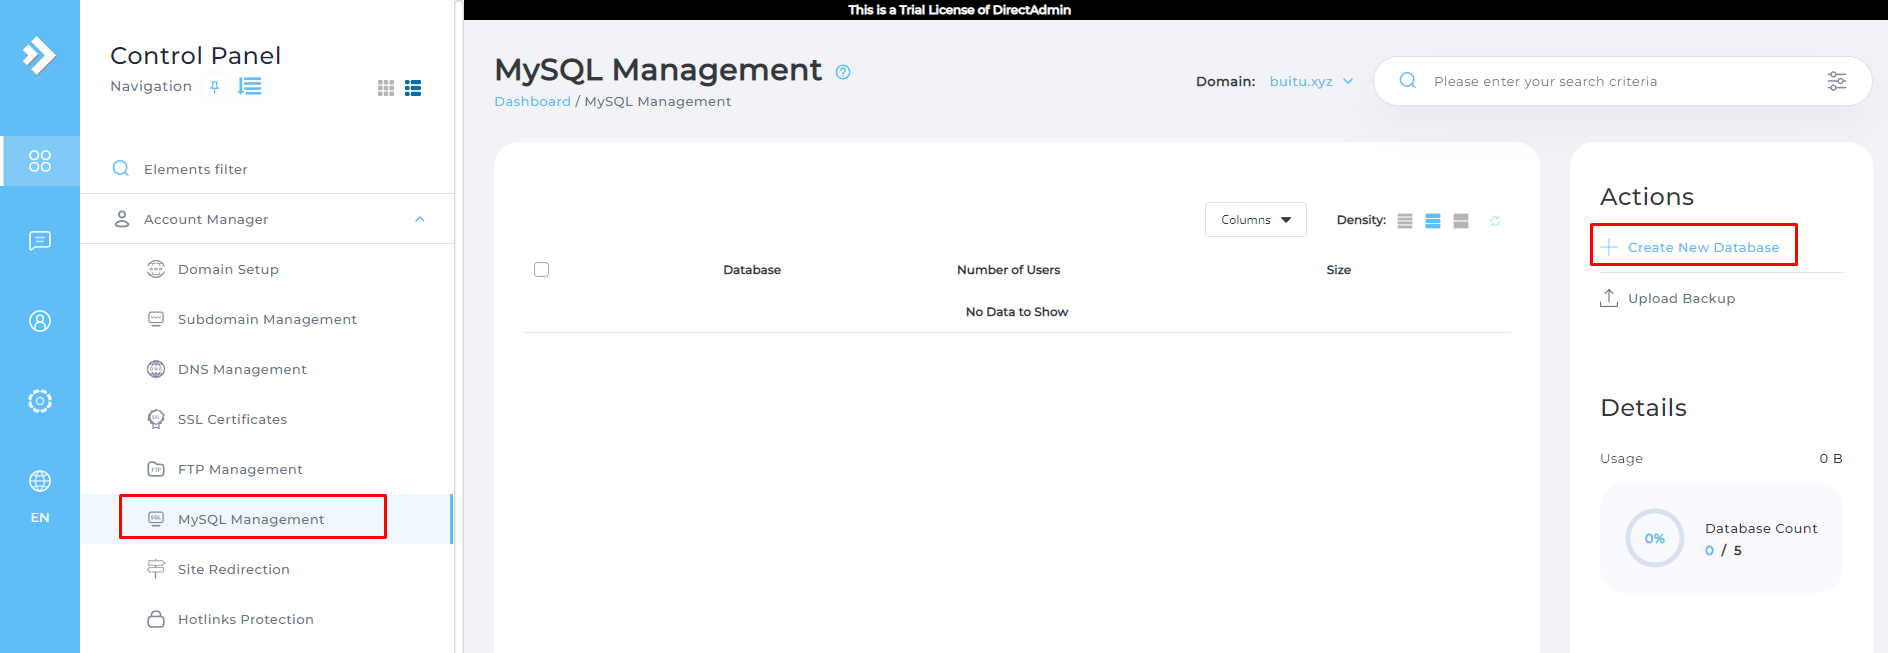 This is a Trial License of DirectAdmin
Control Panel
Navigation
Elements filter
Account Manager
Domain Setup
Subdomain Management
DNS Management
SSL Certificates
FTP Management
MySQL Management
Site Redirection
Hotlinks Protection
EN
MySQL Management
Dashboard / MySQL Management
Domain: buitu.xyz
Please enter your search criteria
Columns
Density:
Database Number of Users Size
No Data to Show
Actions
Create New Database
Upload Backup
Details
Usage 0 B
0%
Database Count
0 / 5